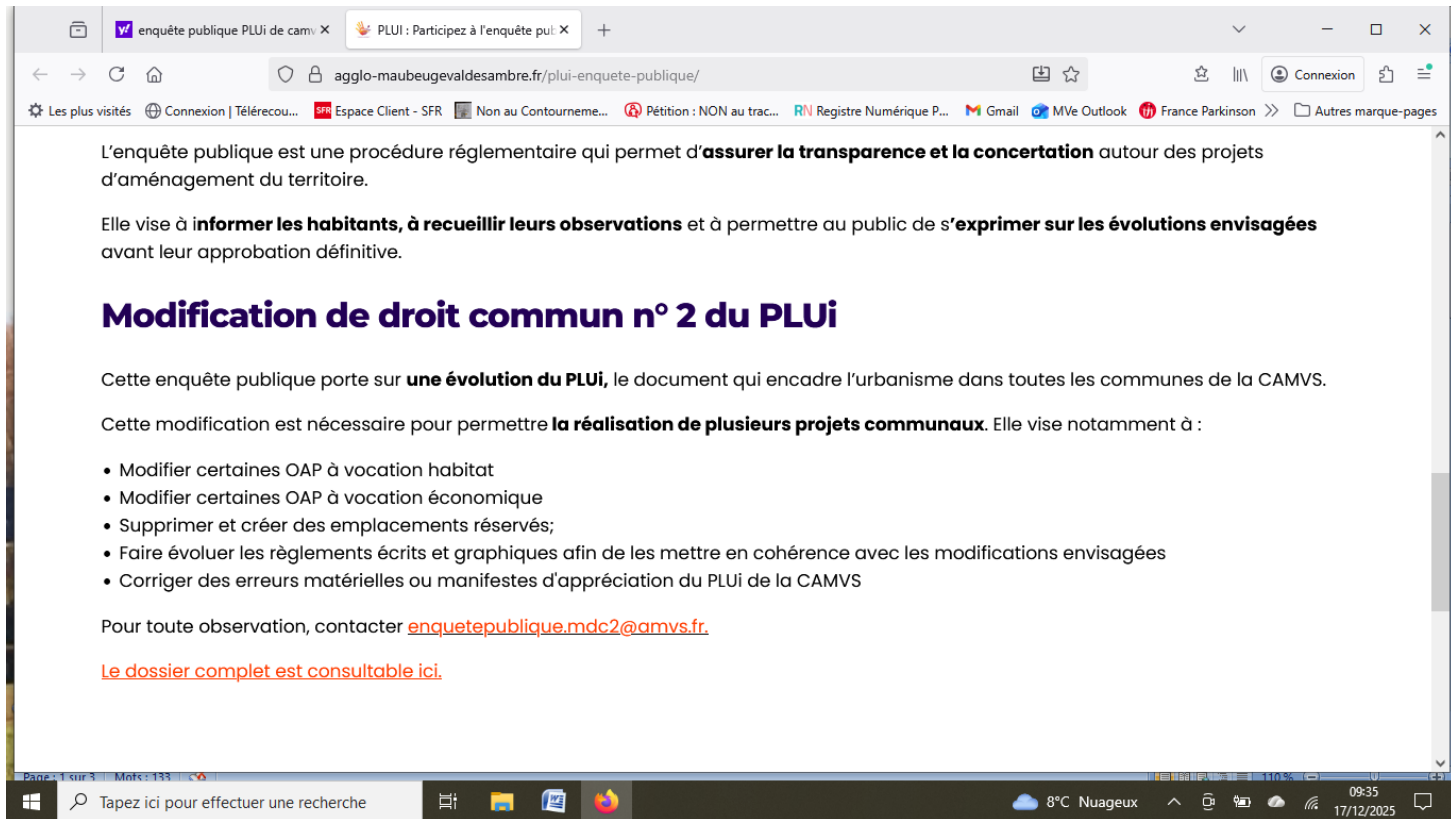 enquête publique PLUi de camv
PLUI : Participez à l'enquête pub
agglo-maubeugevaldesambre.fr/plui-enquete-publique/
Connexion
Les plus visités Connexion | Télérecou... SFR Espace Client - SFR Non au Contourneme... Pétition : NON au trac... RN Registre Numérique P... Gmail MVe Outlook France Parkinson Autres marque-pages
L'enquête publique est une procédure réglementaire qui permet d'assurer la transparence et la concertation autour des projets
d'aménagement du territoire.
Elle vise à informer les habitants, à recueillir leurs observations et à permettre au public de s'exprimer sur les évolutions envisagées
avant leur approbation définitive.
Modification de droit commun n° 2 du PLUi
Cette enquête publique porte sur une évolution du PLUi, le document qui encadre l'urbanisme dans toutes les communes de la CAMVS.
Cette modification est nécessaire pour permettre la réalisation de plusieurs projets communaux. Elle vise notamment à :
• Modifier certaines OAP à vocation habitat
• Modifier certaines OAP à vocation économique
• Supprimer et créer des emplacements réservés;
• Faire évoluer les règlements écrits et graphiques afin de les mettre en cohérence avec les modifications envisagées
• Corriger des erreurs matérielles ou manifestes d'appréciation du PLUi de la CAMVS
Pour toute observation, contacter enquetepublique.mdc2@amvs.fr.
Le dossier complet est consultable ici.
Page : 1 sur 3 Mots : 133 110 %
Tapez ici pour effectuer une recherche
8°C Nuageux
09:35
17/12/2025